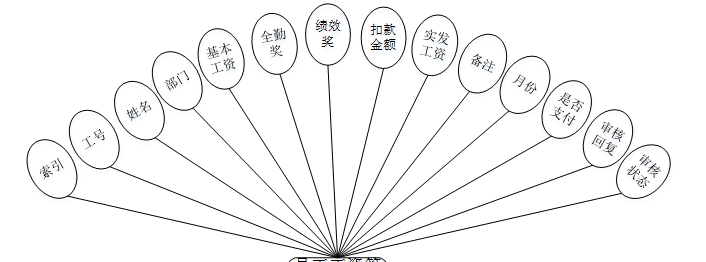 索引
工号
姓名
部门
基本
工资
全勤
奖
绩效
奖
扣款
金额
实发
工资
备注
月份
是否
支付
审核
回复
审核
状态